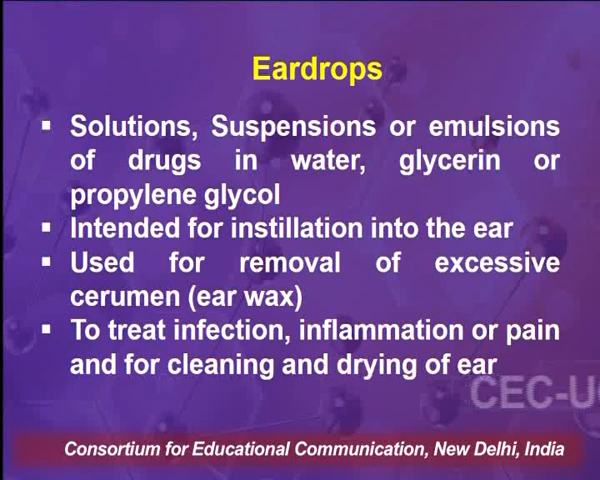 Eardrops
▪ Solutions, Suspensions or emulsions
of drugs in water, glycerin or
propylene glycol
▪ Intended for instillation into the ear
▪ Used for removal of excessive
cerumen (ear wax)
▪ To treat infection, inflammation or pain
and for cleaning and drying of ear
CEC-U
Consortium for Educational Communication, New Delhi, India